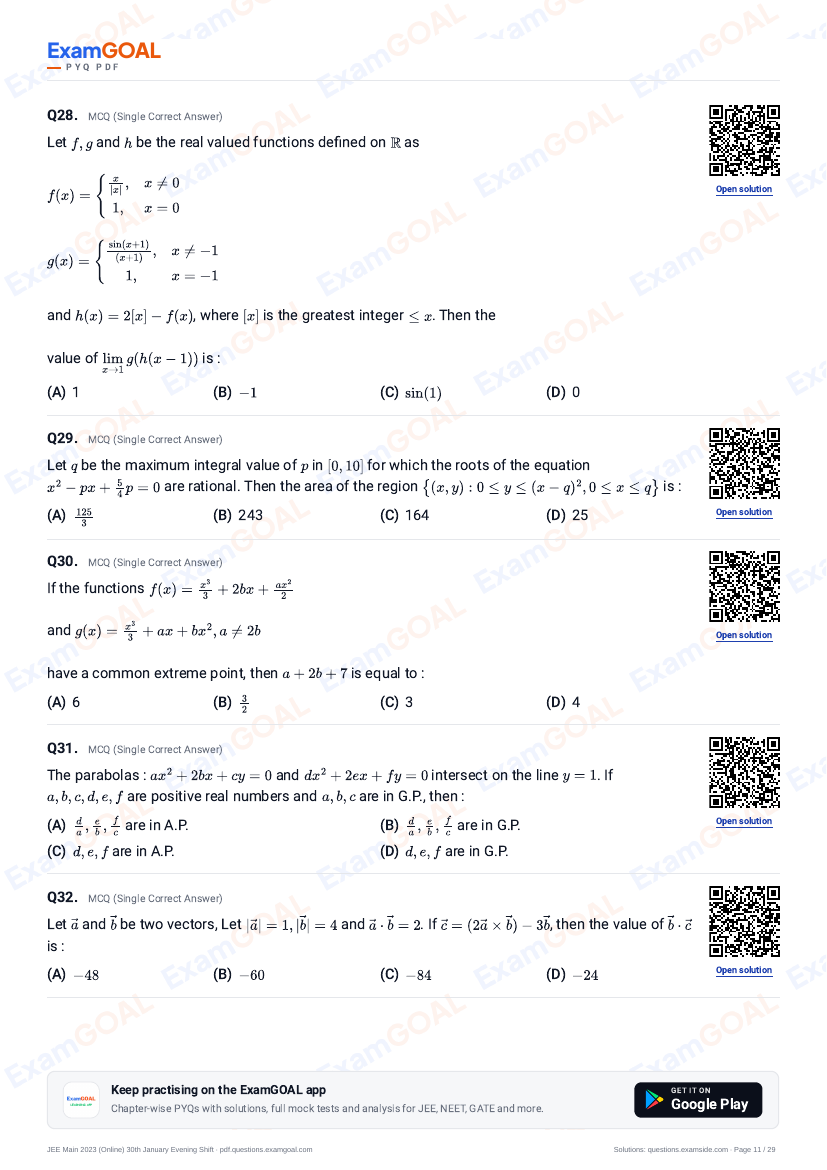 ExamGOAL
PYQ PDF
Q28. MCQ (Single Correct Answer)
Let f, g and h be the real valued functions defined on ℝ as
f(x) = { x/|x|, x ≠ 0
1, x = 0
g(x) = { sin(x+1)/(x+1), x ≠ −1
1, x = −1
and h(x) = 2[x] − f(x), where [x] is the greatest integer ≤ x. Then the
value of lim x→1 g(h(x − 1)) is :
(A) 1 (B) −1 (C) sin(1) (D) 0
Open solution
Q29. MCQ (Single Correct Answer)
Let q be the maximum integral value of p in [0, 10] for which the roots of the equation
x² − px + 5/4 p = 0 are rational. Then the area of the region {(x, y) : 0 ≤ y ≤ (x − q)², 0 ≤ x ≤ q} is :
(A) 125/3 (B) 243 (C) 164 (D) 25
Open solution
Q30. MCQ (Single Correct Answer)
If the functions f(x) = x³/3 + 2bx + ax²/2
and g(x) = x³/3 + ax + bx², a ≠ 2b
have a common extreme point, then a + 2b + 7 is equal to :
(A) 6 (B) 3/2 (C) 3 (D) 4
Open solution
Q31. MCQ (Single Correct Answer)
The parabolas : ax² + 2bx + cy = 0 and dx² + 2ex + fy = 0 intersect on the line y = 1. If
a, b, c, d, e, f are positive real numbers and a, b, c are in G.P., then :
(A) d/a, e/b, f/c are in A.P. (B) d/a, e/b, f/c are in G.P.
(C) d, e, f are in A.P. (D) d, e, f are in G.P.
Open solution
Q32. MCQ (Single Correct Answer)
Let a⃗ and b⃗ be two vectors, Let |a⃗| = 1, |b⃗| = 4 and a⃗ ⋅ b⃗ = 2. If c⃗ = (2a⃗ × b⃗) − 3b⃗, then the value of b⃗ ⋅ c⃗
is :
(A) −48 (B) −60 (C) −84 (D) −24
Open solution
ExamGOAL
Keep practising on the ExamGOAL app
Chapter-wise PYQs with solutions, full mock tests and analysis for JEE, NEET, GATE and more.
GET IT ON
Google Play
JEE Main 2023 (Online) 30th January Evening Shift · pdf.questions.examgoal.com
Solutions: questions.examside.com · Page 11 / 29